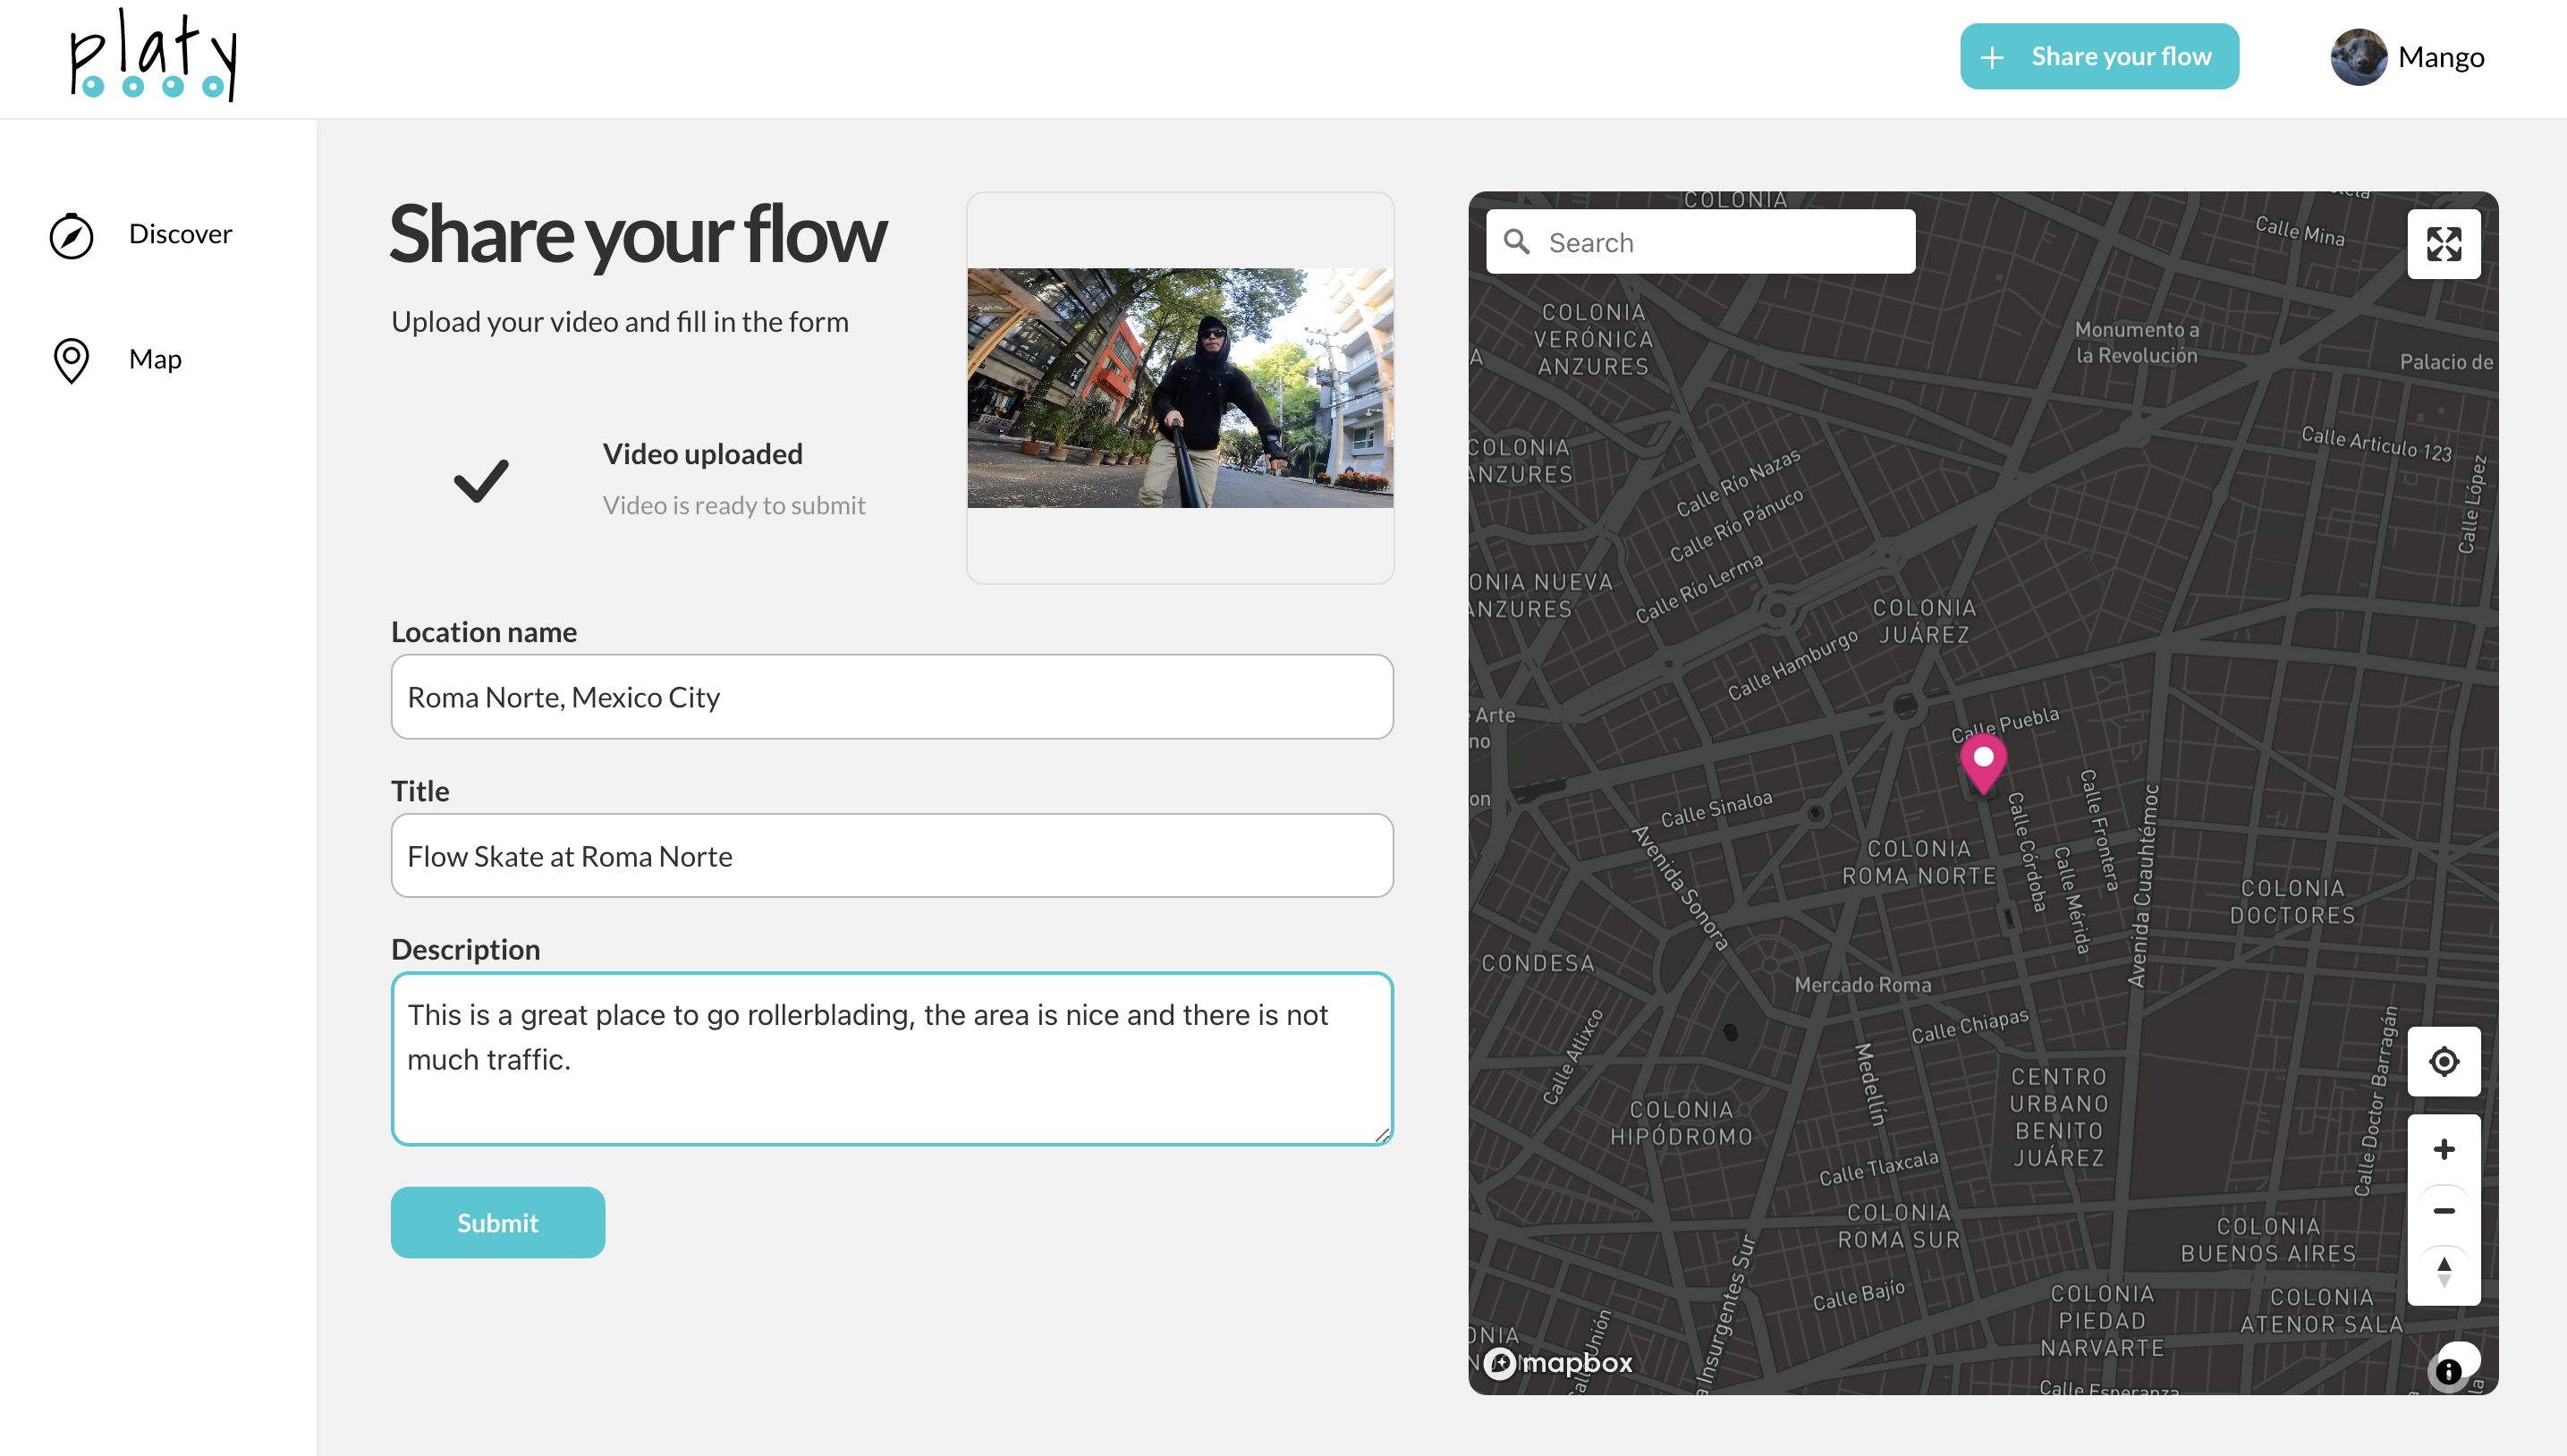 platy
Share your flow
Mango
Discover
Map
Share your flow
Upload your video and fill in the form
Video uploaded
Video is ready to submit
Location name
Roma Norte, Mexico City
Title
Flow Skate at Roma Norte
Description
This is a great place to go rollerblading, the area is nice and there is not
much traffic.
Submit
Search
COLONIA
Calle Mina
COLONIA
VERÓNICA
ANZURES
Monumento a
la Revolución
Palacio de
Calle Articulo 123
Calle López
COLONIA
ANZURES
Calle Río Nazas
Calle Río Pánuco
Calle Río Lerma
ONIA NUEVA
ANZURES
COLONIA
JUÁREZ
Calle Hamburgo
Arte
no
Calle Puebla
on
Calle Sinaloa
Avenida Sonora
Calle Córdoba
Calle Frontera
Calle Mérida
Avenida Cuauhtémoc
COLONIA
ROMA NORTE
COLONIA
DOCTORES
CONDESA
Mercado Roma
Calle Chiapas
Calle Atlixco
Medellín
Calle Doctor Barragán
CENTRO
URBANO
BENITO
JUÁREZ
COLONIA
HIPÓDROMO
Calle Tlaxcala
COLONIA
ROMA SUR
COLONIA
BUENOS AIRES
Calle Bajío
a Insurgentes Sur
COLONIA
PIEDAD
NARVARTE
COLONIA
ATENOR SALA
ONIA
mapbox
Calle Unión
Calle Esperanza
la